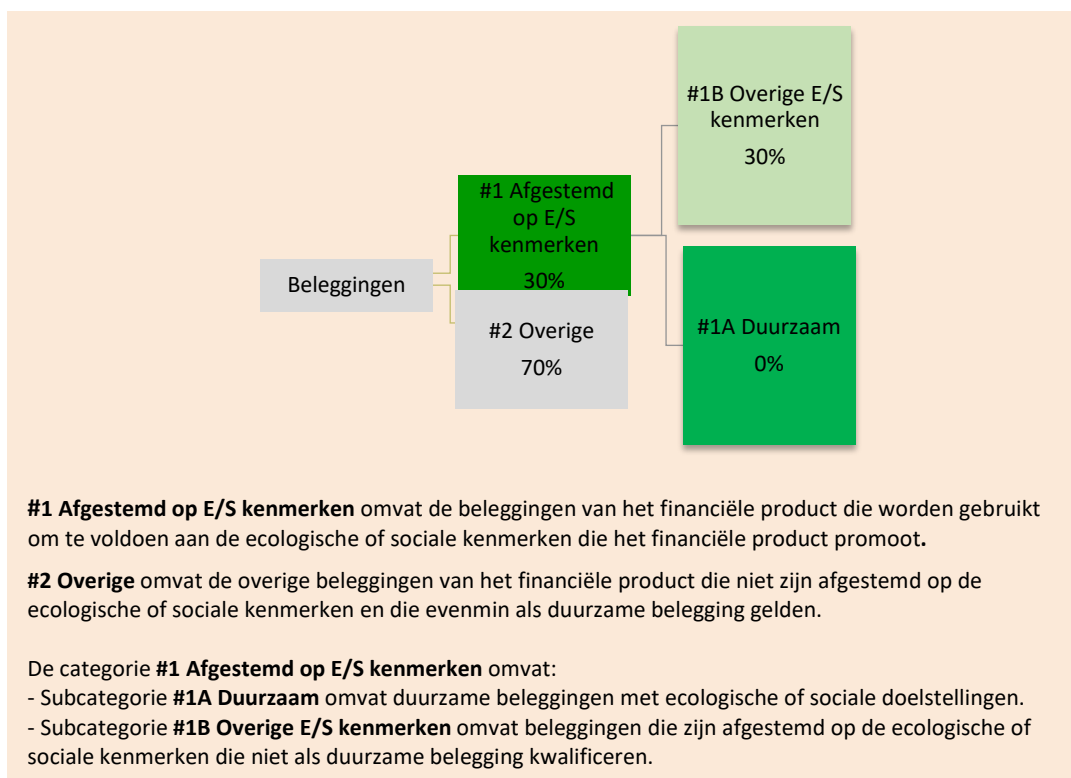 #1B Overige E/S
kenmerken
30%
#1 Afgestemd
op E/S
kenmerken
30%
Beleggingen
#2 Overige
70%
#1A Duurzaam
0%
#1 Afgestemd op E/S kenmerken omvat de beleggingen van het financiële product die worden gebruikt
om te voldoen aan de ecologische of sociale kenmerken die het financiële product promoot.
#2 Overige omvat de overige beleggingen van het financiële product die niet zijn afgestemd op de
ecologische of sociale kenmerken en die evenmin als duurzame belegging gelden.
De categorie #1 Afgestemd op E/S kenmerken omvat:
- Subcategorie #1A Duurzaam omvat duurzame beleggingen met ecologische of sociale doelstellingen.
- Subcategorie #1B Overige E/S kenmerken omvat beleggingen die zijn afgestemd op de ecologische of
sociale kenmerken die niet als duurzame belegging kwalificeren.